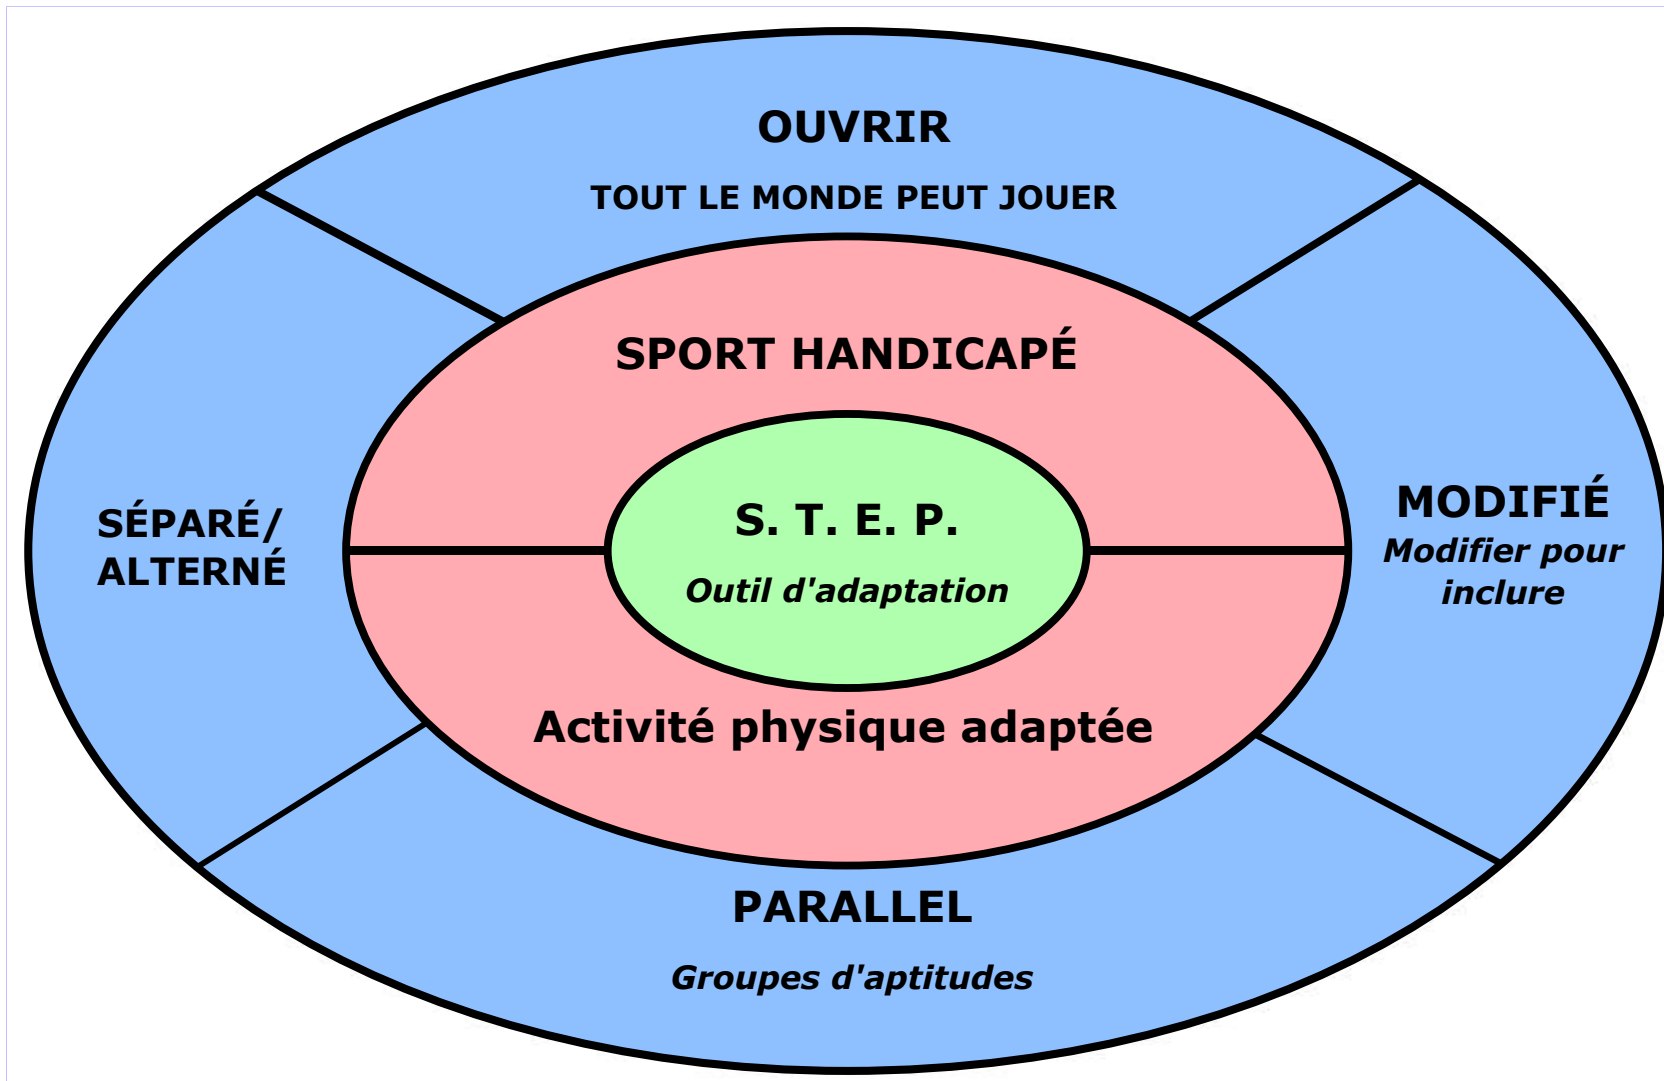 OUVRIR
TOUT LE MONDE PEUT JOUER
SPORT HANDICAPÉ
SÉPARÉ/
ALTERNÉ
S. T. E. P.
Outil d'adaptation
MODIFIÉ
Modifier pour
inclure
Activité physique adaptée
PARALLEL
Groupes d'aptitudes